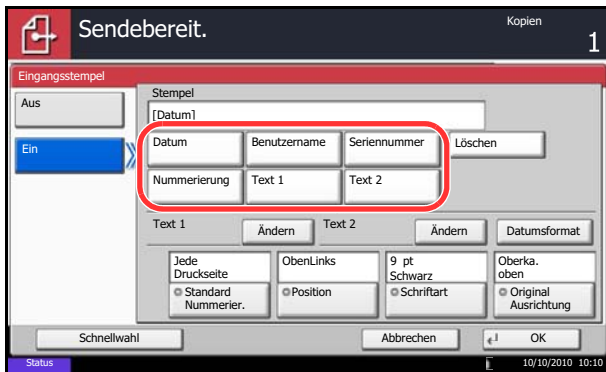 Sendebereit.
Kopien
1
Eingangsstempel
Aus
Ein
Stempel
[Datum]
Datum Benutzername Seriennummer Löschen
Nummerierung Text 1 Text 2
Text 1 Ändern Text 2 Ändern Datumsformat
Jede
Druckseite
Standard
Nummerier.
ObenLinks
Position
9 pt
Schwarz
Schriftart
Oberka.
oben
Original
Ausrichtung
Schnellwahl Abbrechen OK
Status 10/10/2010 10:10